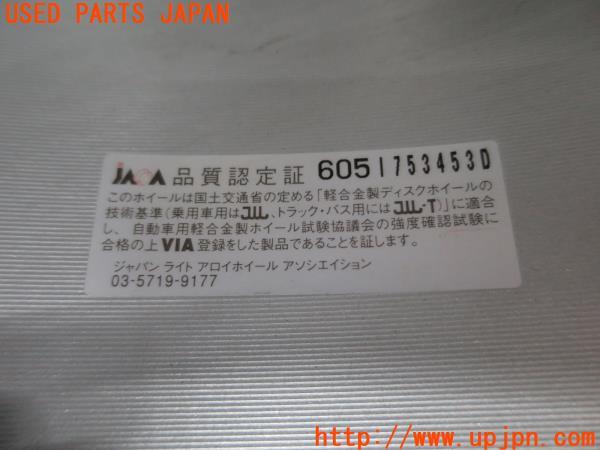 USED PARTS JAPAN
JAWA 品質認定証 6051753453D
このホイールは国土交通省の定める「軽合金製ディスクホイールの
技術基準(乗用車用はJWL、トラック・バス用にはJWL-T)」に適合
し、自動車用軽合金製ホイール試験協議会の強度確認試験に
合格の上VIA登録をした製品であることを証します。
ジャパン ライト アロイホイール アソシエイション
03-5719-9177
http://www.upjpn.com/